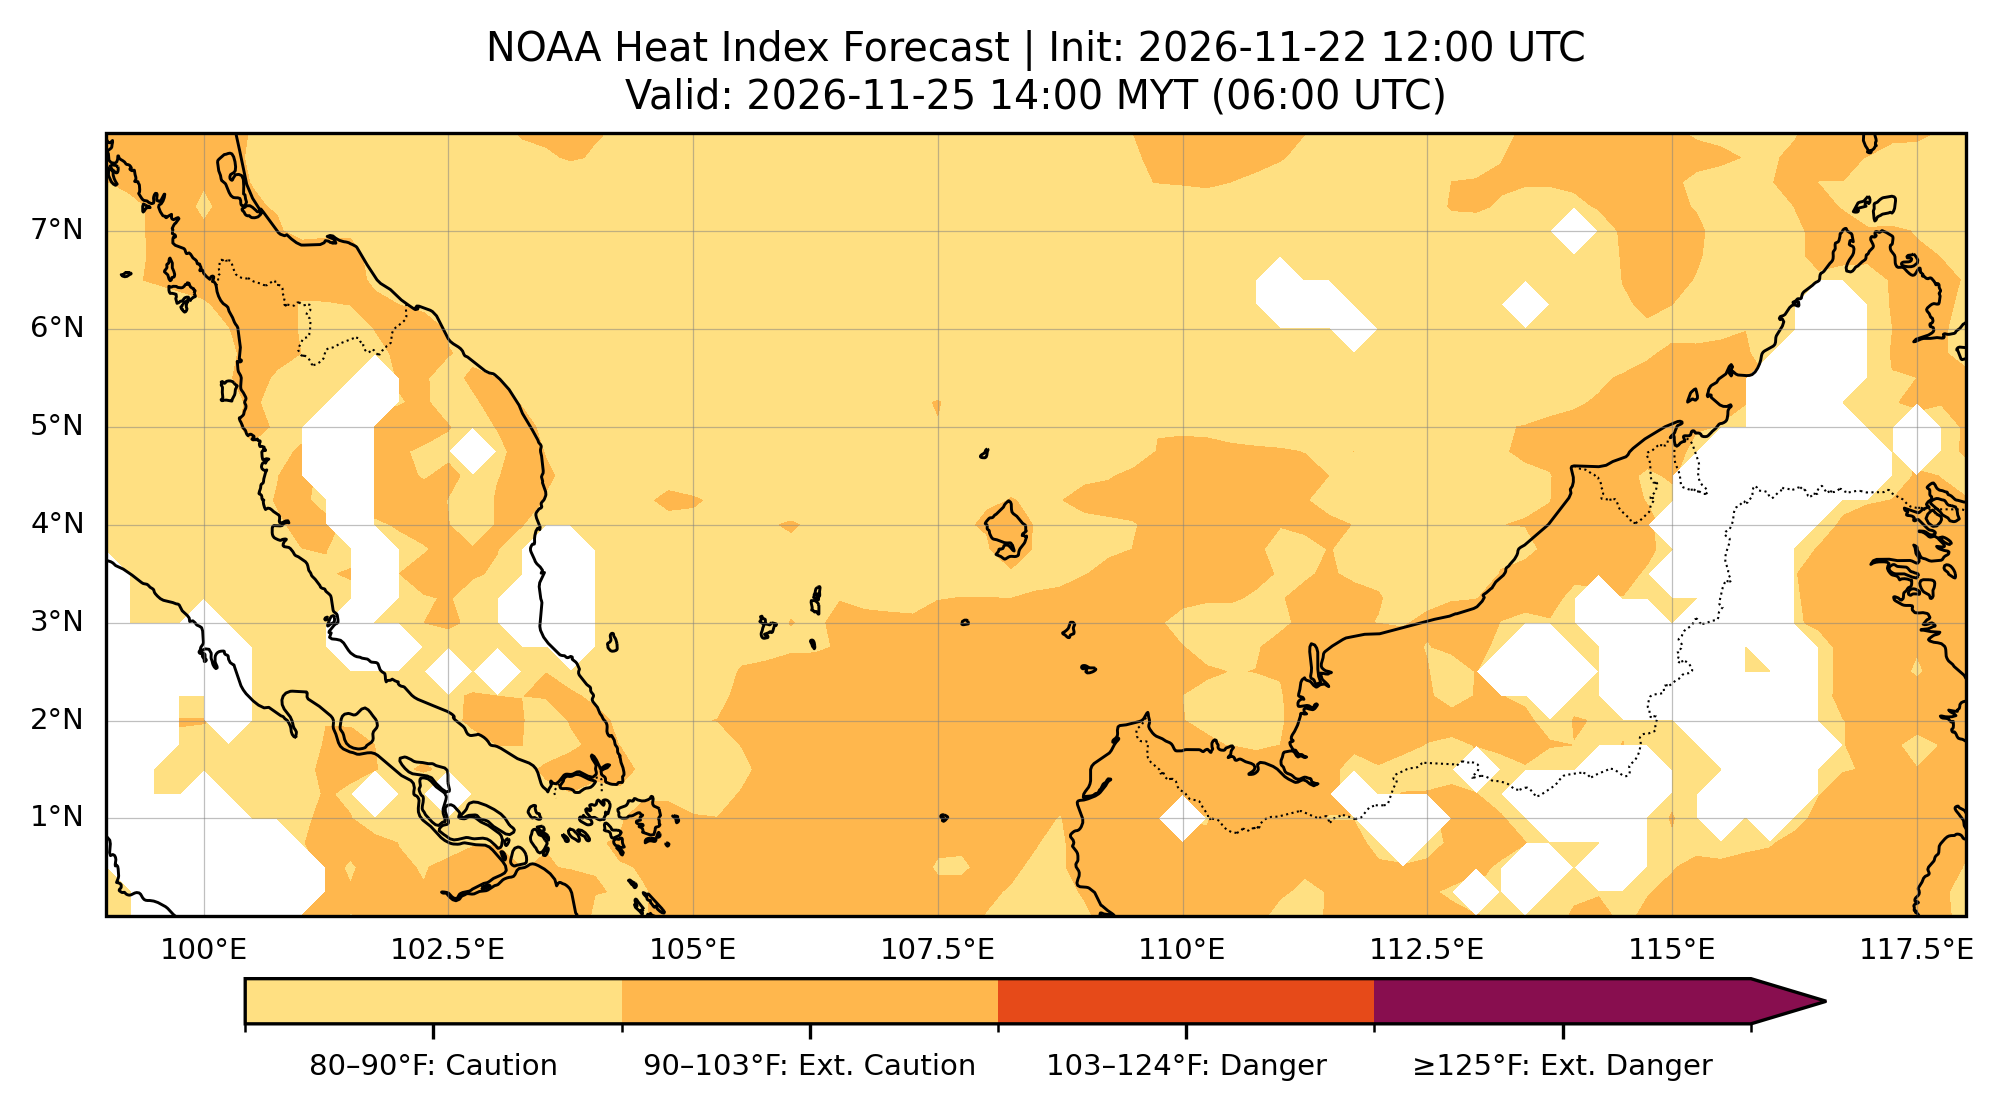 NOAA Heat Index Forecast | Init: 2026-11-22 12:00 UTC
Valid: 2026-11-25 14:00 MYT (06:00 UTC)
7°N
6°N
5°N
4°N
3°N
2°N
1°N
100°E 102.5°E 105°E 107.5°E 110°E 112.5°E 115°E 117.5°E
80–90°F: Caution 90–103°F: Ext. Caution 103–124°F: Danger ≥125°F: Ext. Danger